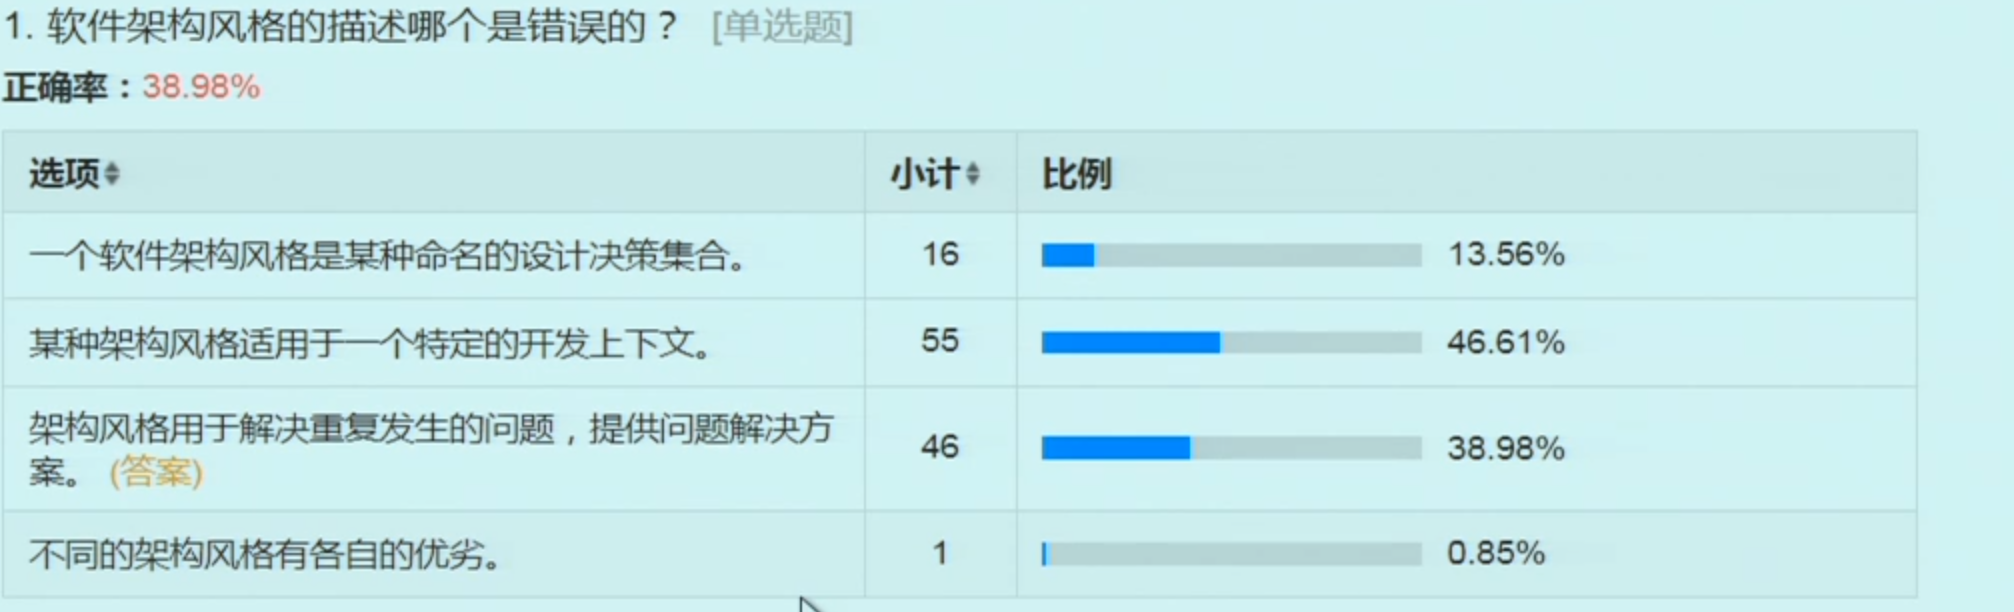 1. 软件架构风格的描述哪个是错误的？ [单选题]
正确率：38.98%
选项 小计 比例
一个软件架构风格是某种命名的设计决策集合。 16 13.56%
某种架构风格适用于一个特定的开发上下文。 55 46.61%
架构风格用于解决重复发生的问题，提供问题解决方
案。 (答案) 46 38.98%
不同的架构风格有各自的优劣。 1 0.85%